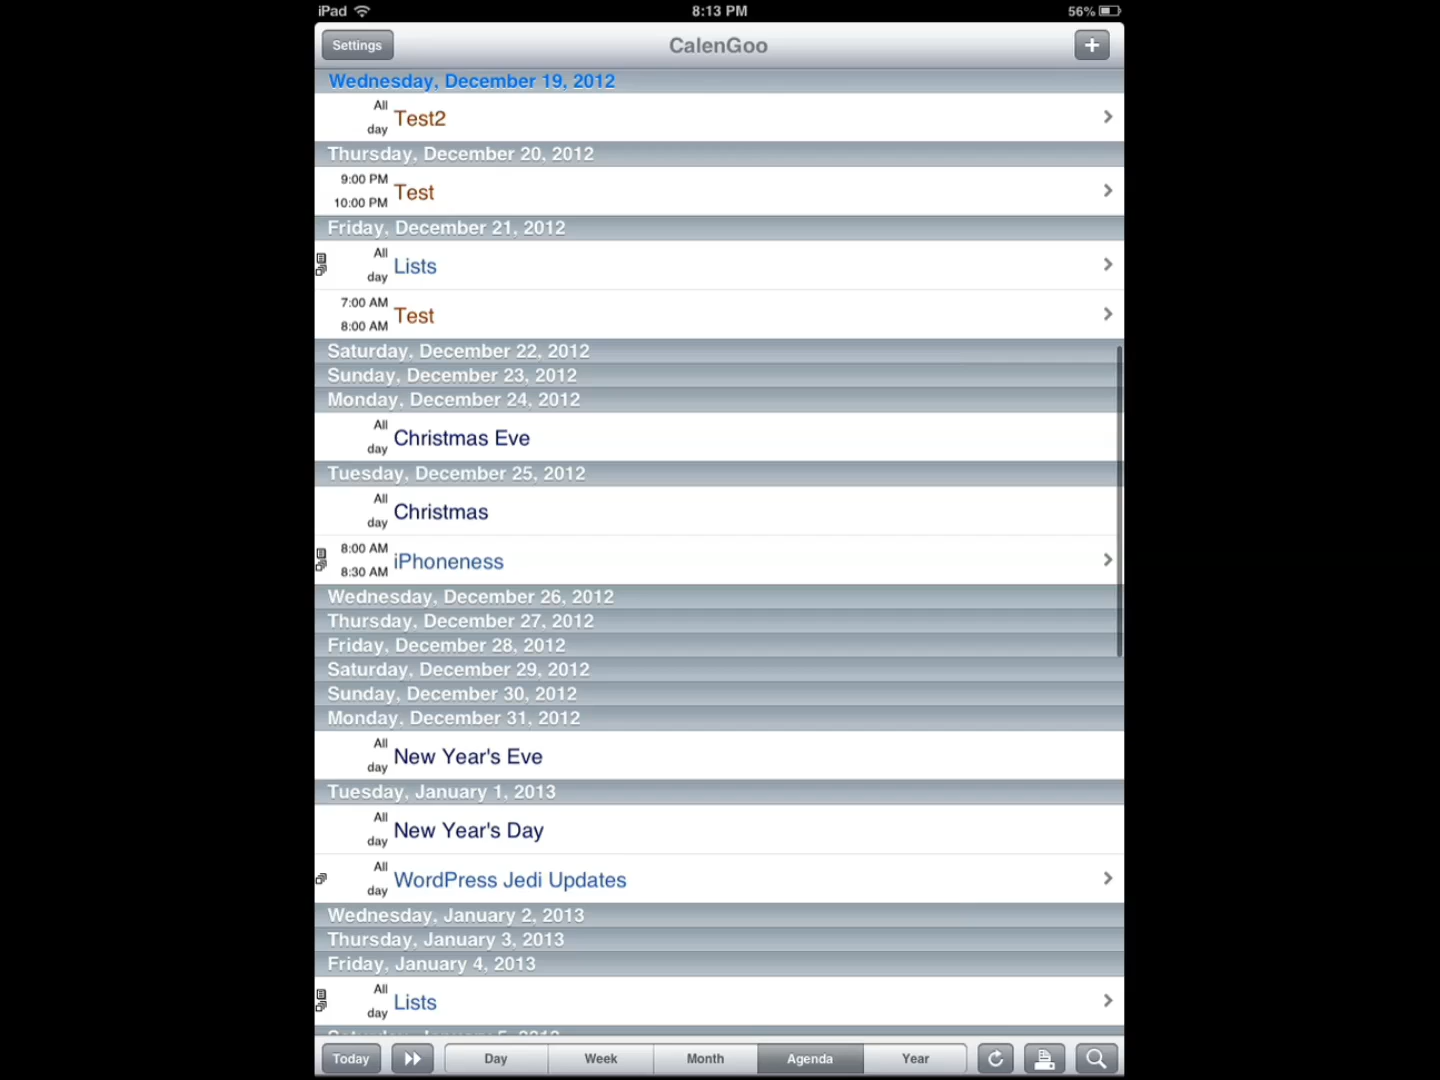 iPad 8:13 PM 56%
Settings CalenGoo +
Wednesday, December 19, 2012
All day Test2
Thursday, December 20, 2012
9:00 PM 10:00 PM Test
Friday, December 21, 2012
All day Lists
7:00 AM 8:00 AM Test
Saturday, December 22, 2012
Sunday, December 23, 2012
Monday, December 24, 2012
All day Christmas Eve
Tuesday, December 25, 2012
All day Christmas
8:00 AM 8:30 AM iPhoneness
Wednesday, December 26, 2012
Thursday, December 27, 2012
Friday, December 28, 2012
Saturday, December 29, 2012
Sunday, December 30, 2012
Monday, December 31, 2012
All day New Year's Eve
Tuesday, January 1, 2013
All day New Year's Day
All day WordPress Jedi Updates
Wednesday, January 2, 2013
Thursday, January 3, 2013
Friday, January 4, 2013
All day Lists
Saturday, January 5, 2013
Today Day Week Month Agenda Year